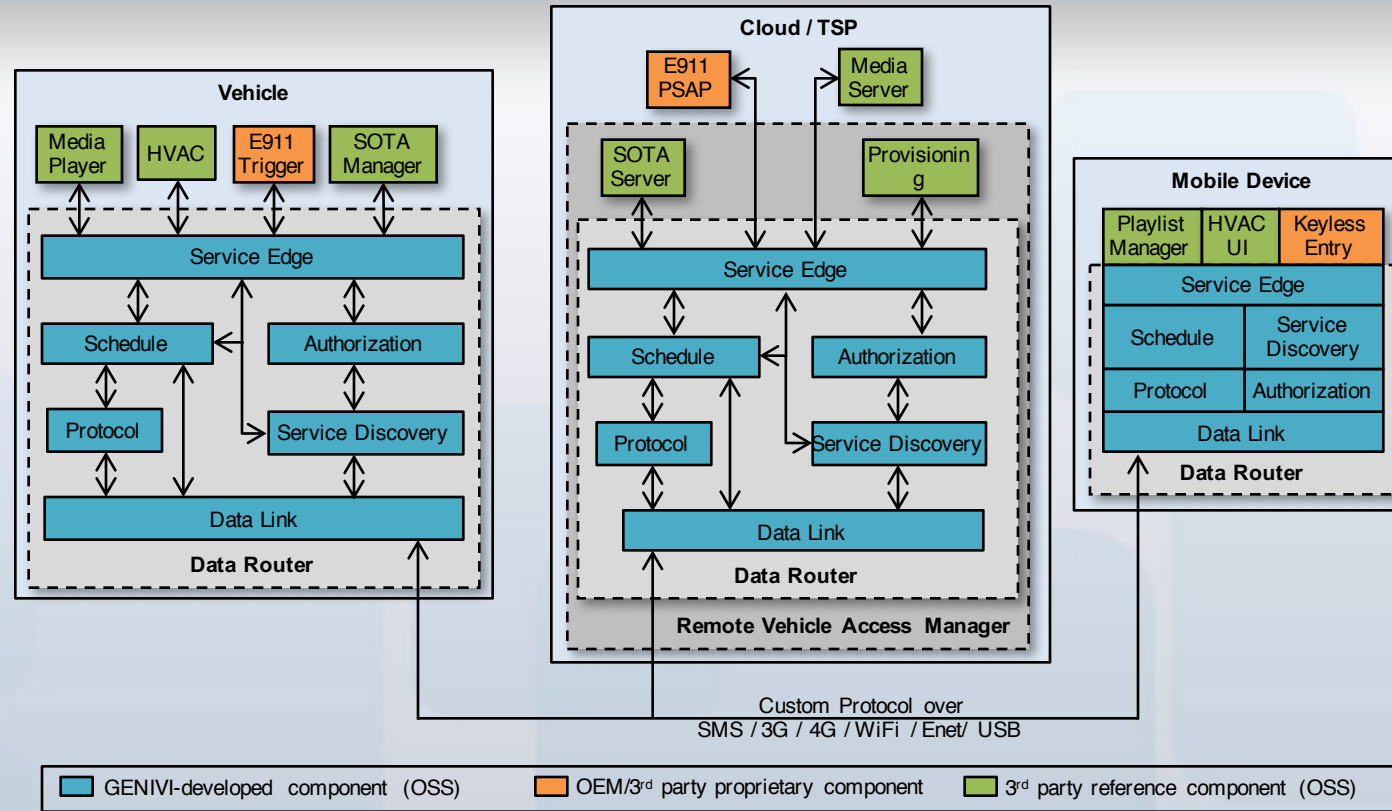 Cloud / TSP
E911
PSAP
Media
Server
SOTA
Server
Provisionin
g
Service Edge
Schedule
Authorization
Protocol
Service Discovery
Data Link
Data Router
Remote Vehicle Access Manager
Vehicle
Media
Player
HVAC
E911
Trigger
SOTA
Manager
Service Edge
Schedule
Authorization
Protocol
Service Discovery
Data Link
Data Router
Mobile Device
Playlist
Manager
HVAC
UI
Keyless
Entry
Service Edge
Schedule
Service
Discovery
Protocol
Authorization
Data Link
Data Router
Custom Protocol over
SMS / 3G / 4G / WiFi / Enet/ USB
GENIVI-developed component (OSS)
OEM/3rd party proprietary component
3rd party reference component (OSS)